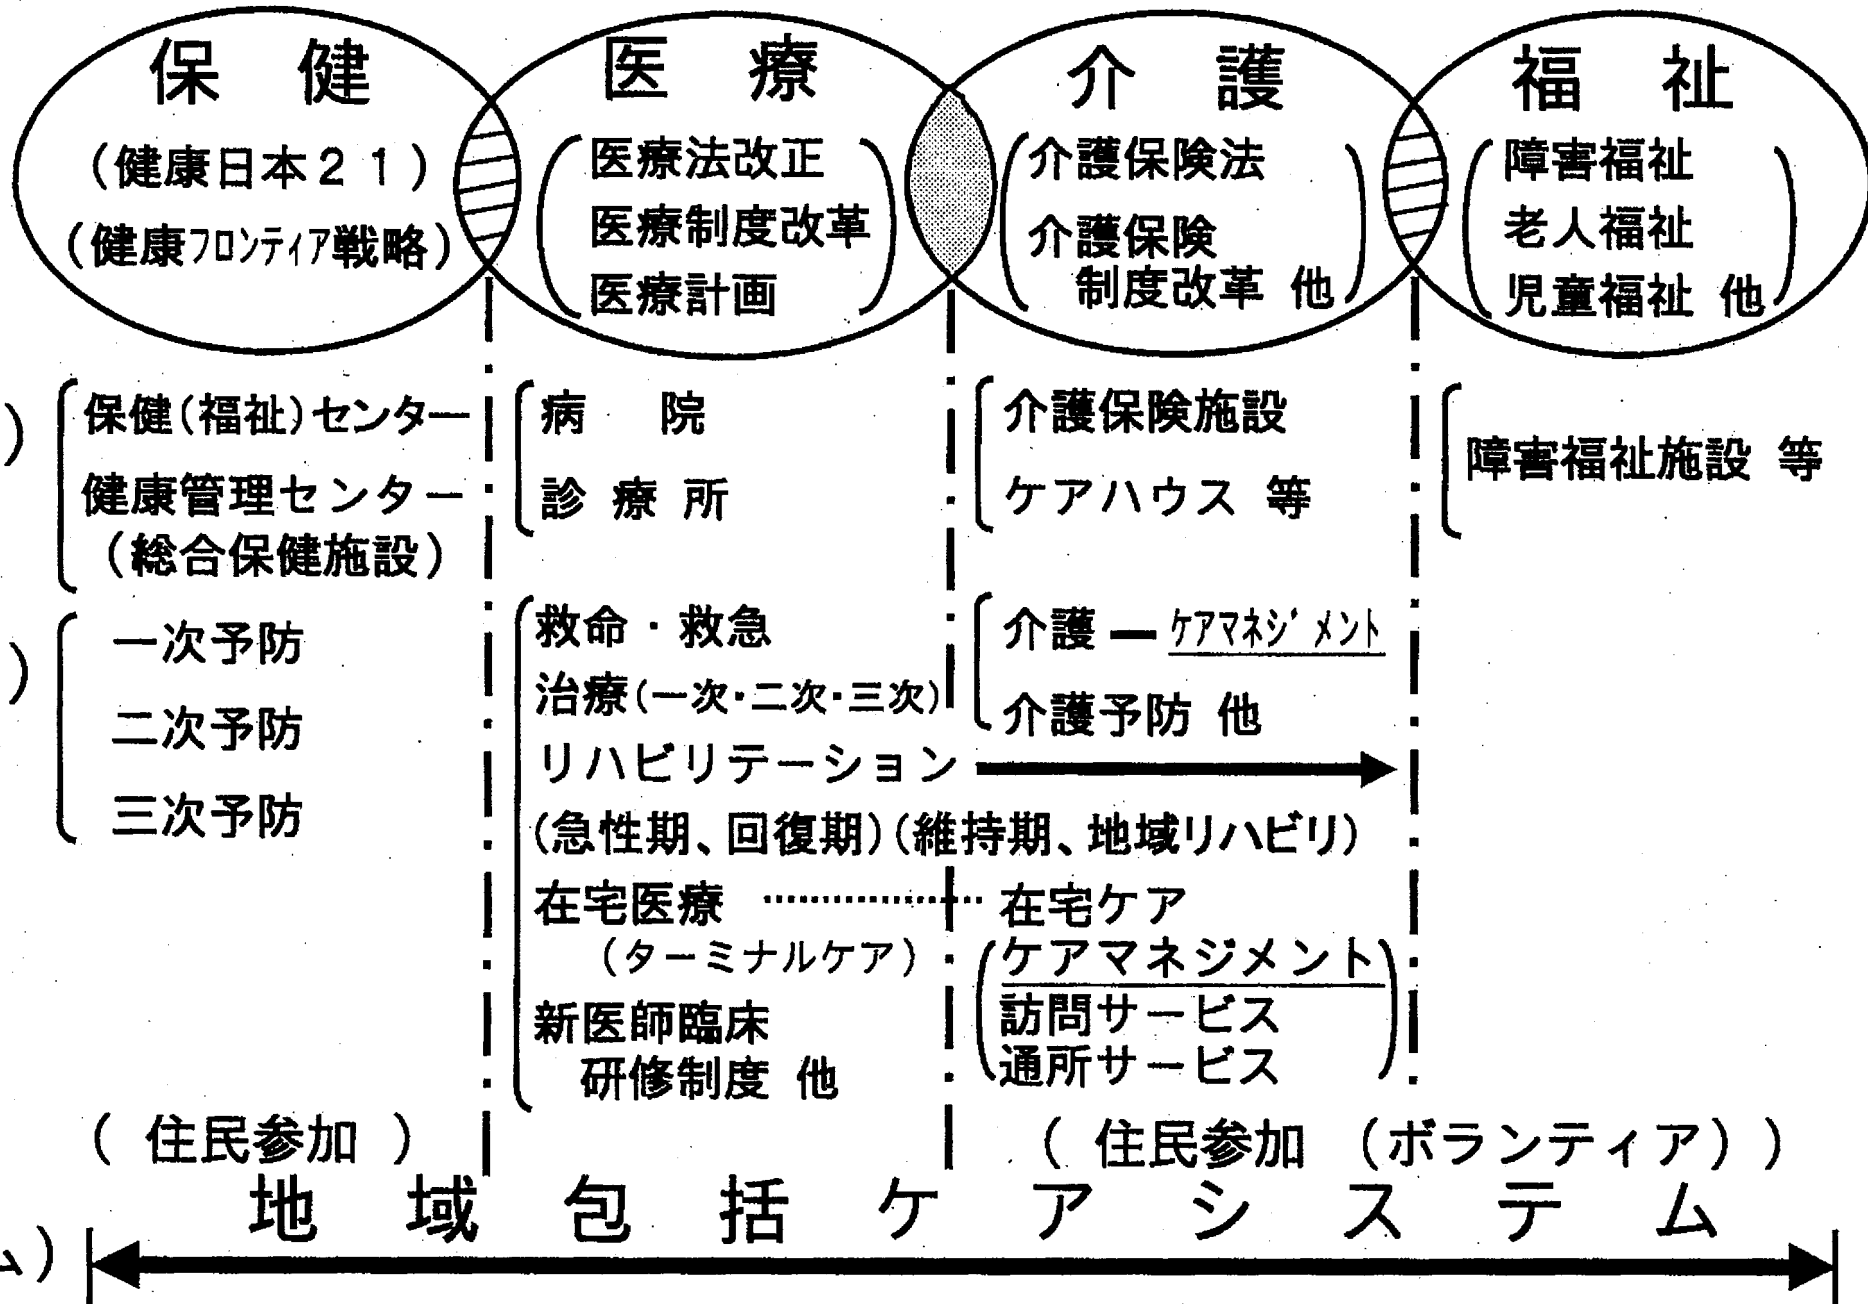 保 健
(健康日本21)
(健康フロンティア戦略)
医 療
医療法改正
医療制度改革
医療計画
介 護
介護保険法
介護保険
制度改革 他
福 祉
障害福祉
老人福祉
児童福祉 他
)
保健(福祉)センター
健康管理センター
(総合保健施設)
病 院
診 療 所
介護保険施設
ケアハウス 等
障害福祉施設 等
)
一次予防
二次予防
三次予防
救命・救急
治療(一次・二次・三次)
リハビリテーション
(急性期、回復期)(維持期、地域リハビリ)
在宅医療
(ターミナルケア)
新医師臨床
研修制度 他
介護 — ケアマネジメント
介護予防 他
在宅ケア
ケアマネジメント
訪問サービス
通所サービス
( 住民参加 )
( 住民参加 (ボランティア) )
地 域 包 括 ケ ア シ ス テ ム
ム)